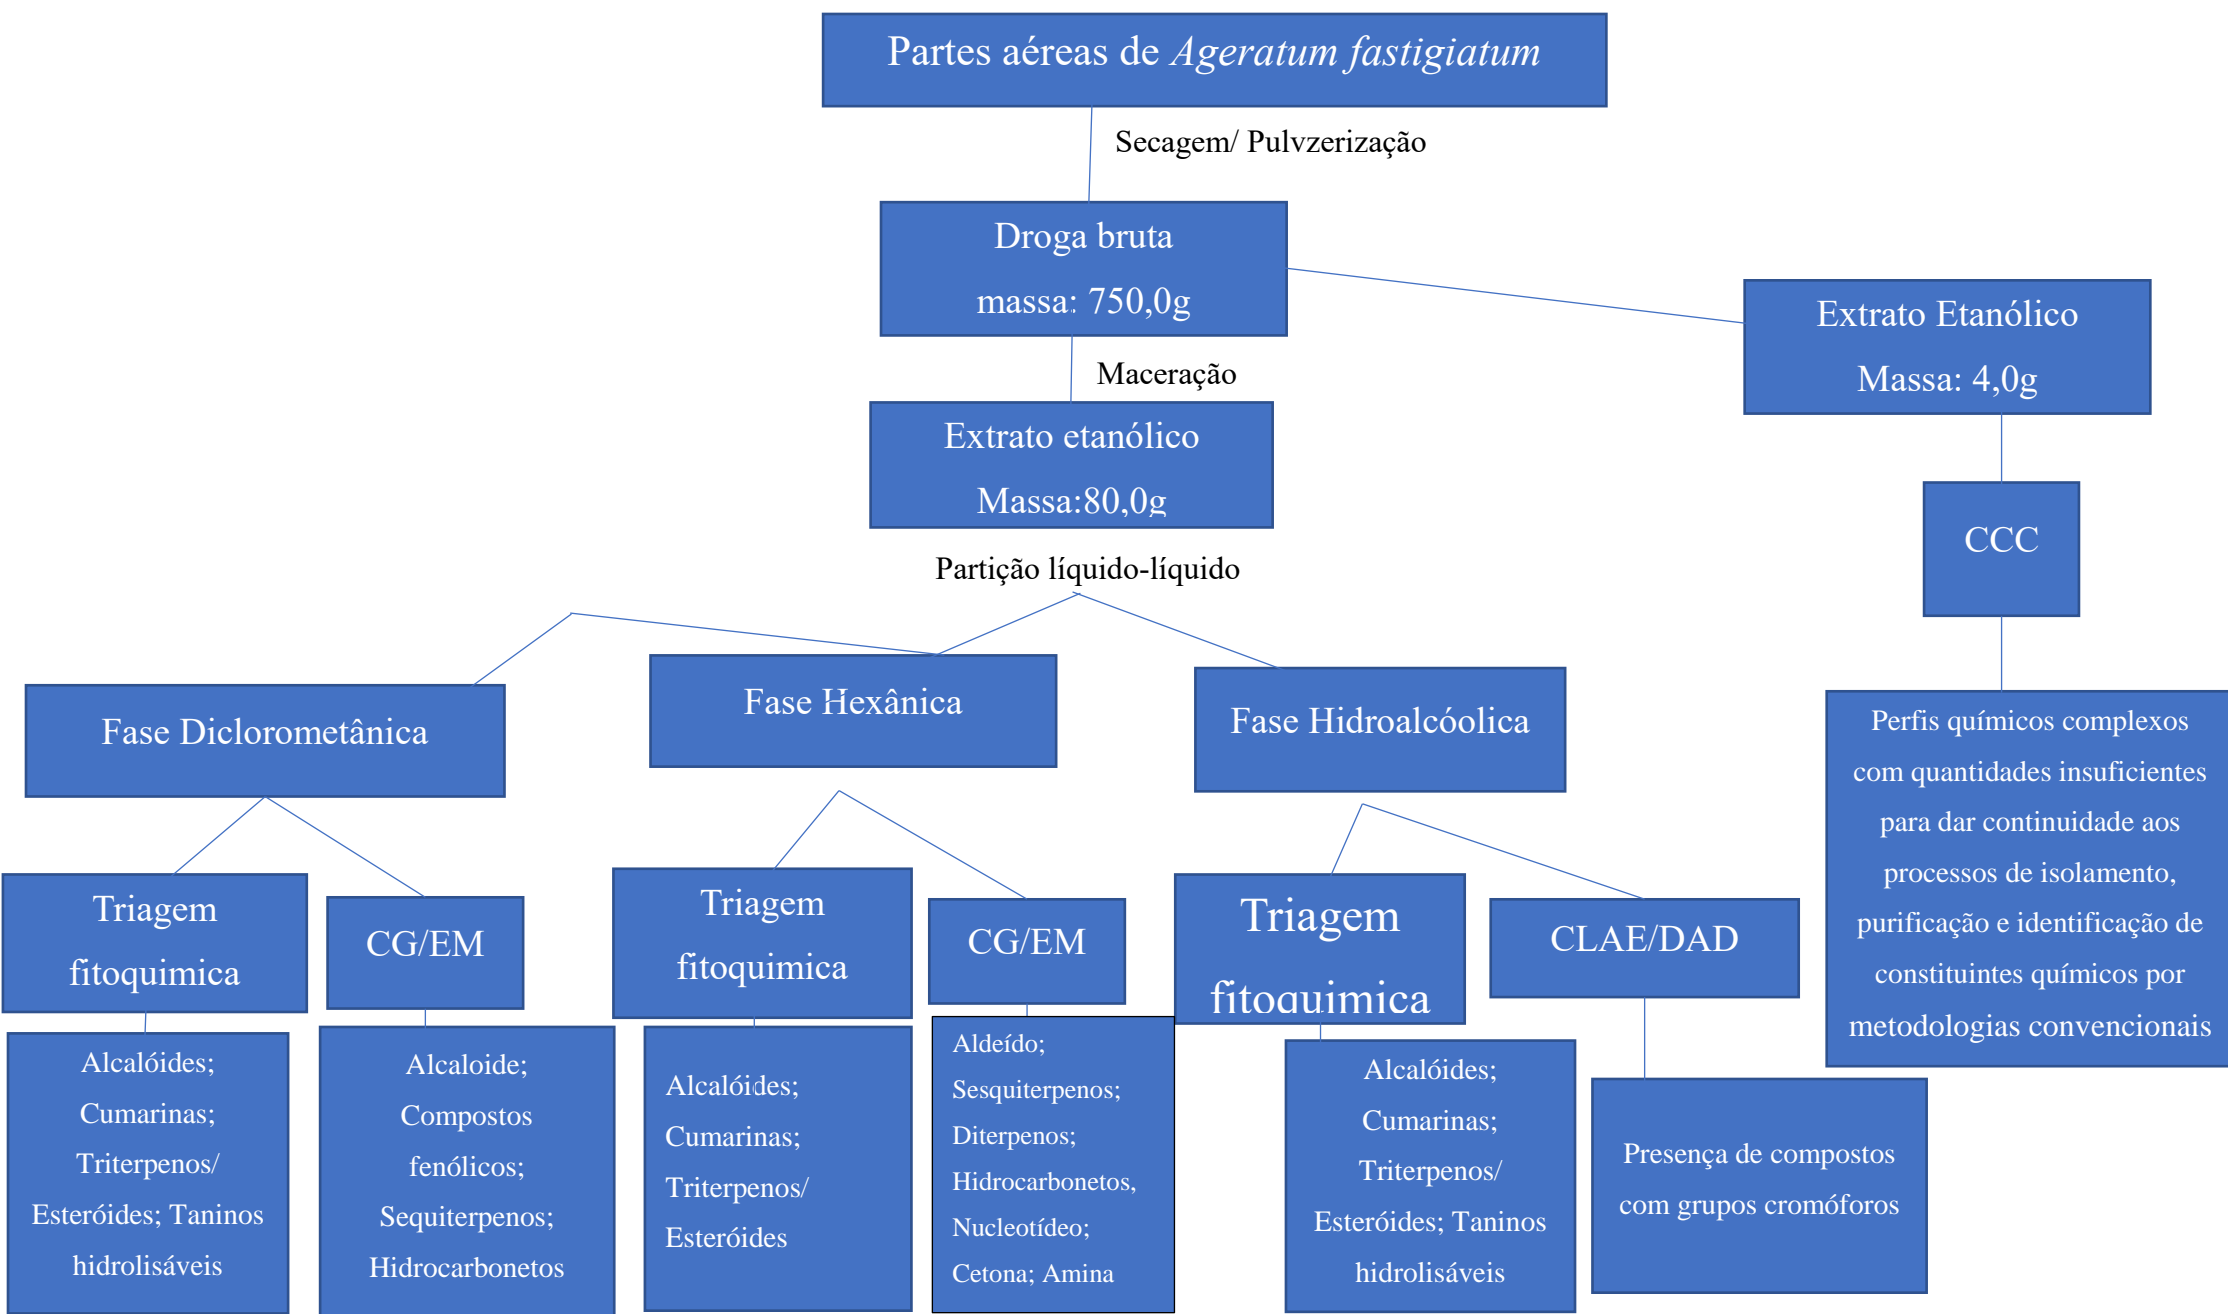 Partes aéreas de Ageratum fastigiatum
Secagem/ Pulvzerização
Droga bruta
massa: 750,0g
Extrato Etanólico
Massa: 4,0g
Maceração
Extrato etanólico
Massa:80,0g
CCC
Partição líquido-líquido
Fase Diclorometânica
Fase Hexânica
Fase Hidroalcóolica
Perfis químicos complexos
com quantidades insuficientes
para dar continuidade aos
processos de isolamento,
purificação e identificação de
constituintes químicos por
metodologias convencionais
Triagem
fitoquimica
CG/EM
Triagem
fitoquimica
CG/EM
Triagem
fitoquimica
CLAE/DAD
Alcalóides;
Cumarinas;
Triterpenos/
Esteróides; Taninos
hidrolisáveis
Alcaloide;
Compostos
fenólicos;
Sequiterpenos;
Hidrocarbonetos
Alcalóides;
Cumarinas;
Triterpenos/
Esteróides
Aldeído;
Sesquiterpenos;
Diterpenos;
Hidrocarbonetos,
Nucleotídeo;
Cetona; Amina
Alcalóides;
Cumarinas;
Triterpenos/
Esteróides; Taninos
hidrolisáveis
Presença de compostos
com grupos cromóforos